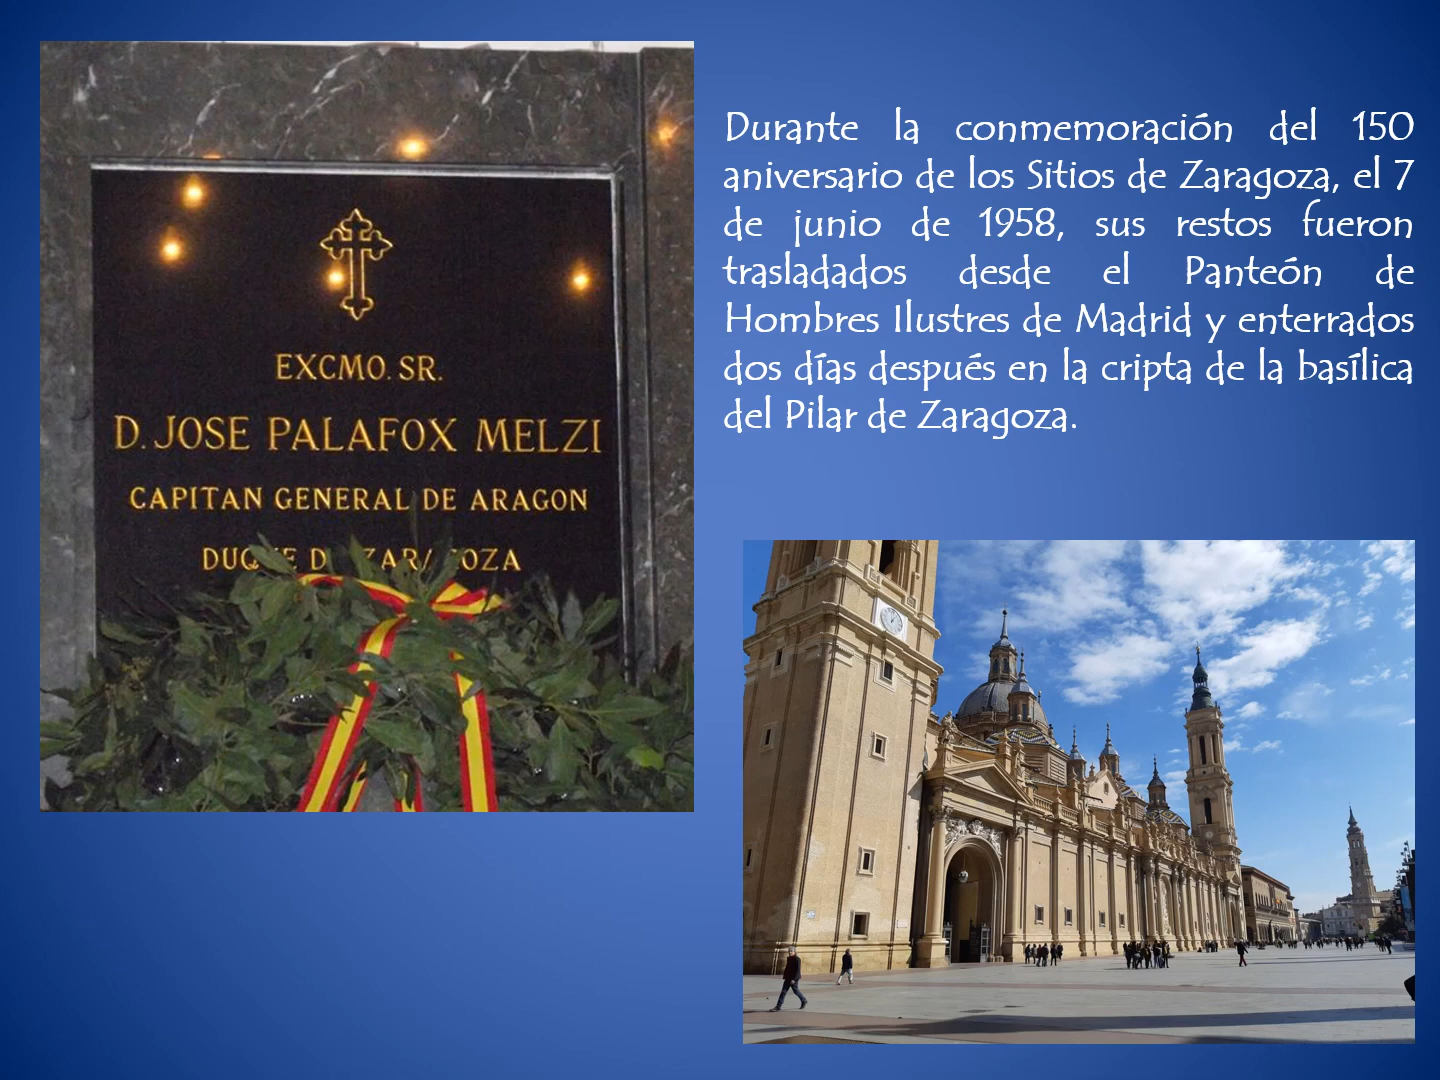 EXCMO. SR.
D. JOSE PALAFOX MELZI
CAPITAN GENERAL DE ARAGON
Durante la conmemoración del 150
aniversario de los Sitios de Zaragoza, el 7
de junio de 1958, sus restos fueron
trasladados desde el Panteón de
Hombres Ilustres de Madrid y enterrados
dos días después en la cripta de la basílica
del Pilar de Zaragoza.